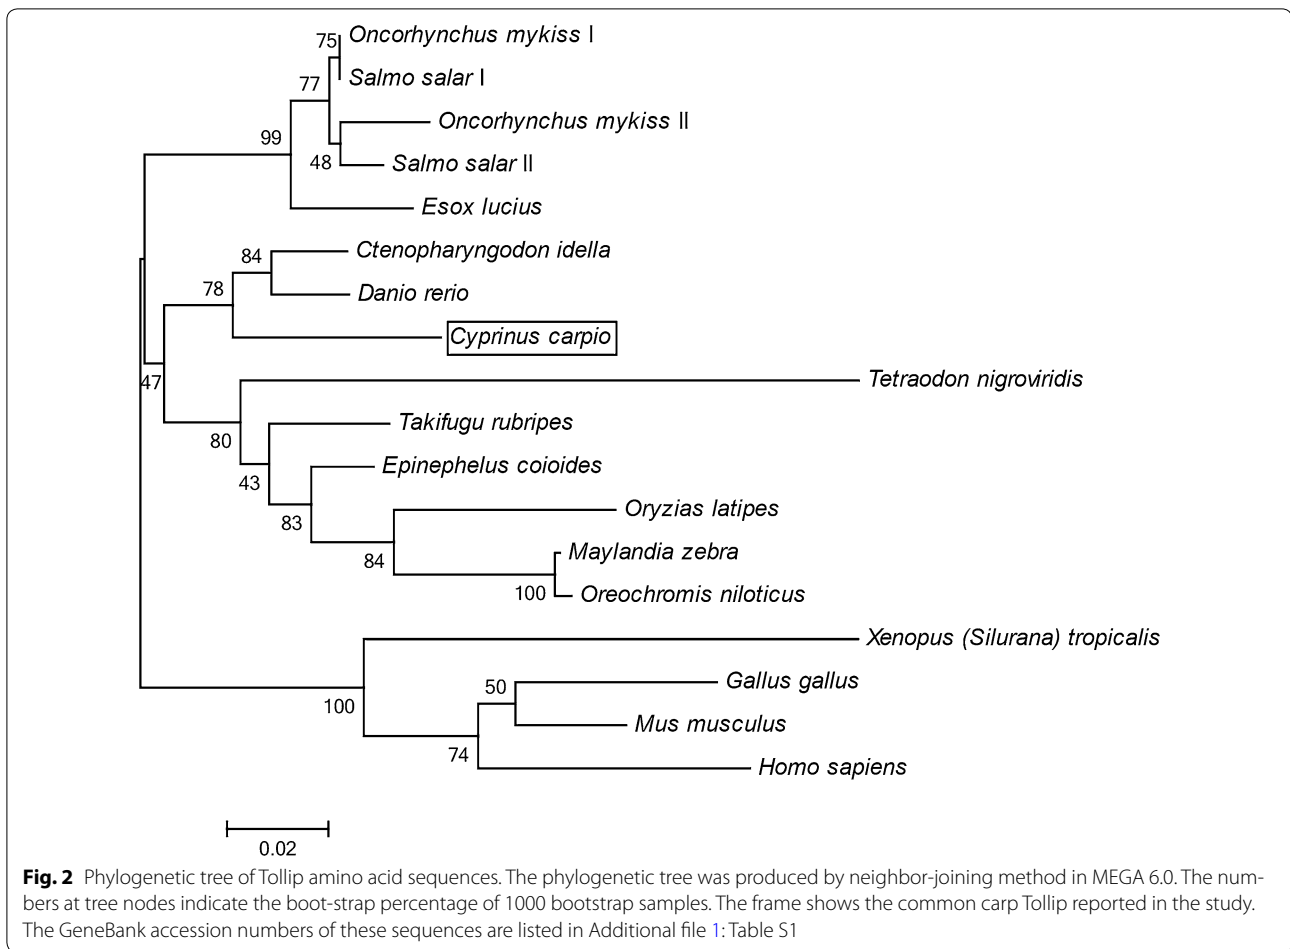 75
Oncorhynchus mykiss I
77
Salmo salar I
Oncorhynchus mykiss II
99
48
Salmo salar II
Esox lucius
84
Ctenopharyngodon idella
78
Danio rerio
Cyprinus carpio
47
Tetraodon nigroviridis
80
Takifugu rubripes
43
Epinephelus coioides
83
Oryzias latipes
84
Maylandia zebra
100
Oreochromis niloticus
Xenopus (Silurana) tropicalis
100
50
Gallus gallus
Mus musculus
74
Homo sapiens
0.02
Fig. 2 Phylogenetic tree of Tollip amino acid sequences. The phylogenetic tree was produced by neighbor-joining method in MEGA 6.0. The num-
bers at tree nodes indicate the boot-strap percentage of 1000 bootstrap samples. The frame shows the common carp Tollip reported in the study.
The GeneBank accession numbers of these sequences are listed in Additional file 1: Table S1